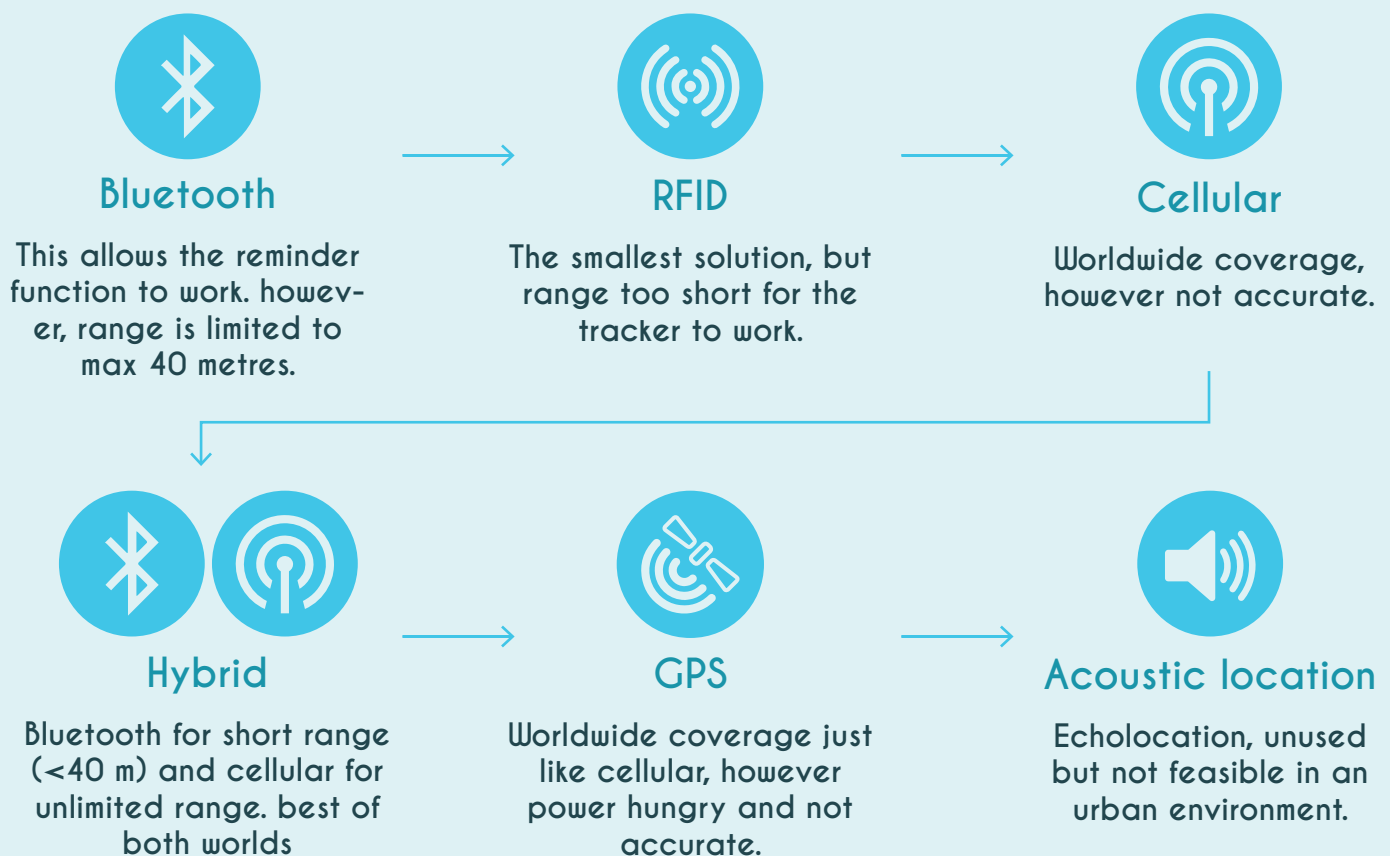 Bluetooth
This allows the reminder
function to work. howev-
er, range is limited to
max 40 metres.
RFID
The smallest solution, but
range too short for the
tracker to work.
Cellular
Worldwide coverage,
however not accurate.
Hybrid
Bluetooth for short range
(<40 m) and cellular for
unlimited range. best of
both worlds
GPS
Worldwide coverage just
like cellular, however
power hungry and not
accurate.
Acoustic location
Echolocation, unused
but not feasible in an
urban environment.